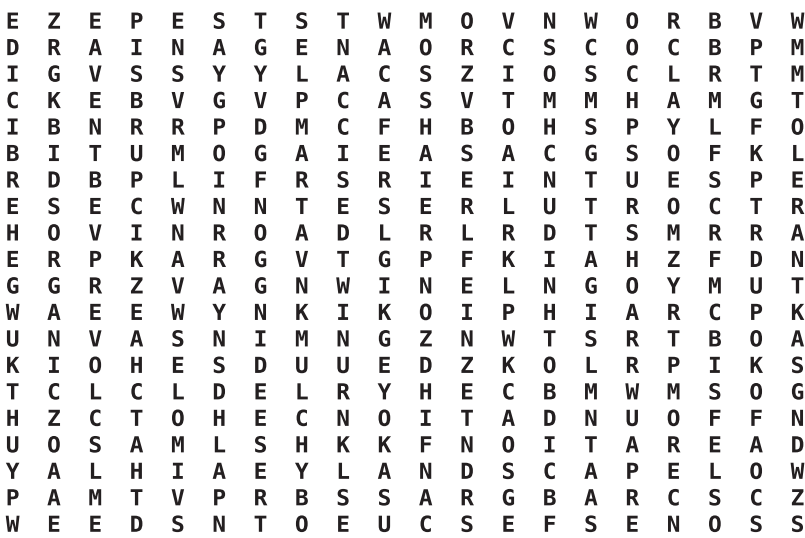 E Z E P E S T S T W M O V N W O R B V W
D R A I N A G E N A O R C S C O C B P M
I G V S S Y Y L A C S Z I O S C L R T M
C K E B V G V P C A S V T M M H A M G T
I B N R R P D M C F H B O H S P Y L F O
B I T U M O G A I E A S A C G S O F K L
R D B P L I F R S R I E I N T U E S P E
E S E C W N N T E S E R L U T R O C T R
H O V I N R O A D L R L R D T S M R R A
E R P K A R G V T G P F K I A H Z F D N
G G R Z V A G N W I N E L N G O Y M U T
W A E E W Y N K I K O I P H I A R C P K
U N V A S N I M N G Z N W T S R T B O A
K I O H E S D U U E D Z K O L R P I K S
T C L C L D E L R Y H E C B M W M S O G
H Z C T O H E C N O I T A D N U O F F N
U O S A M L S H K K F N O I T A R E A D
Y A L H I A E Y L A N D S C A P E L O W
P A M T V P R B S S A R G B A R C S C Z
W E E D S N T O E U C S E F S E N O S S